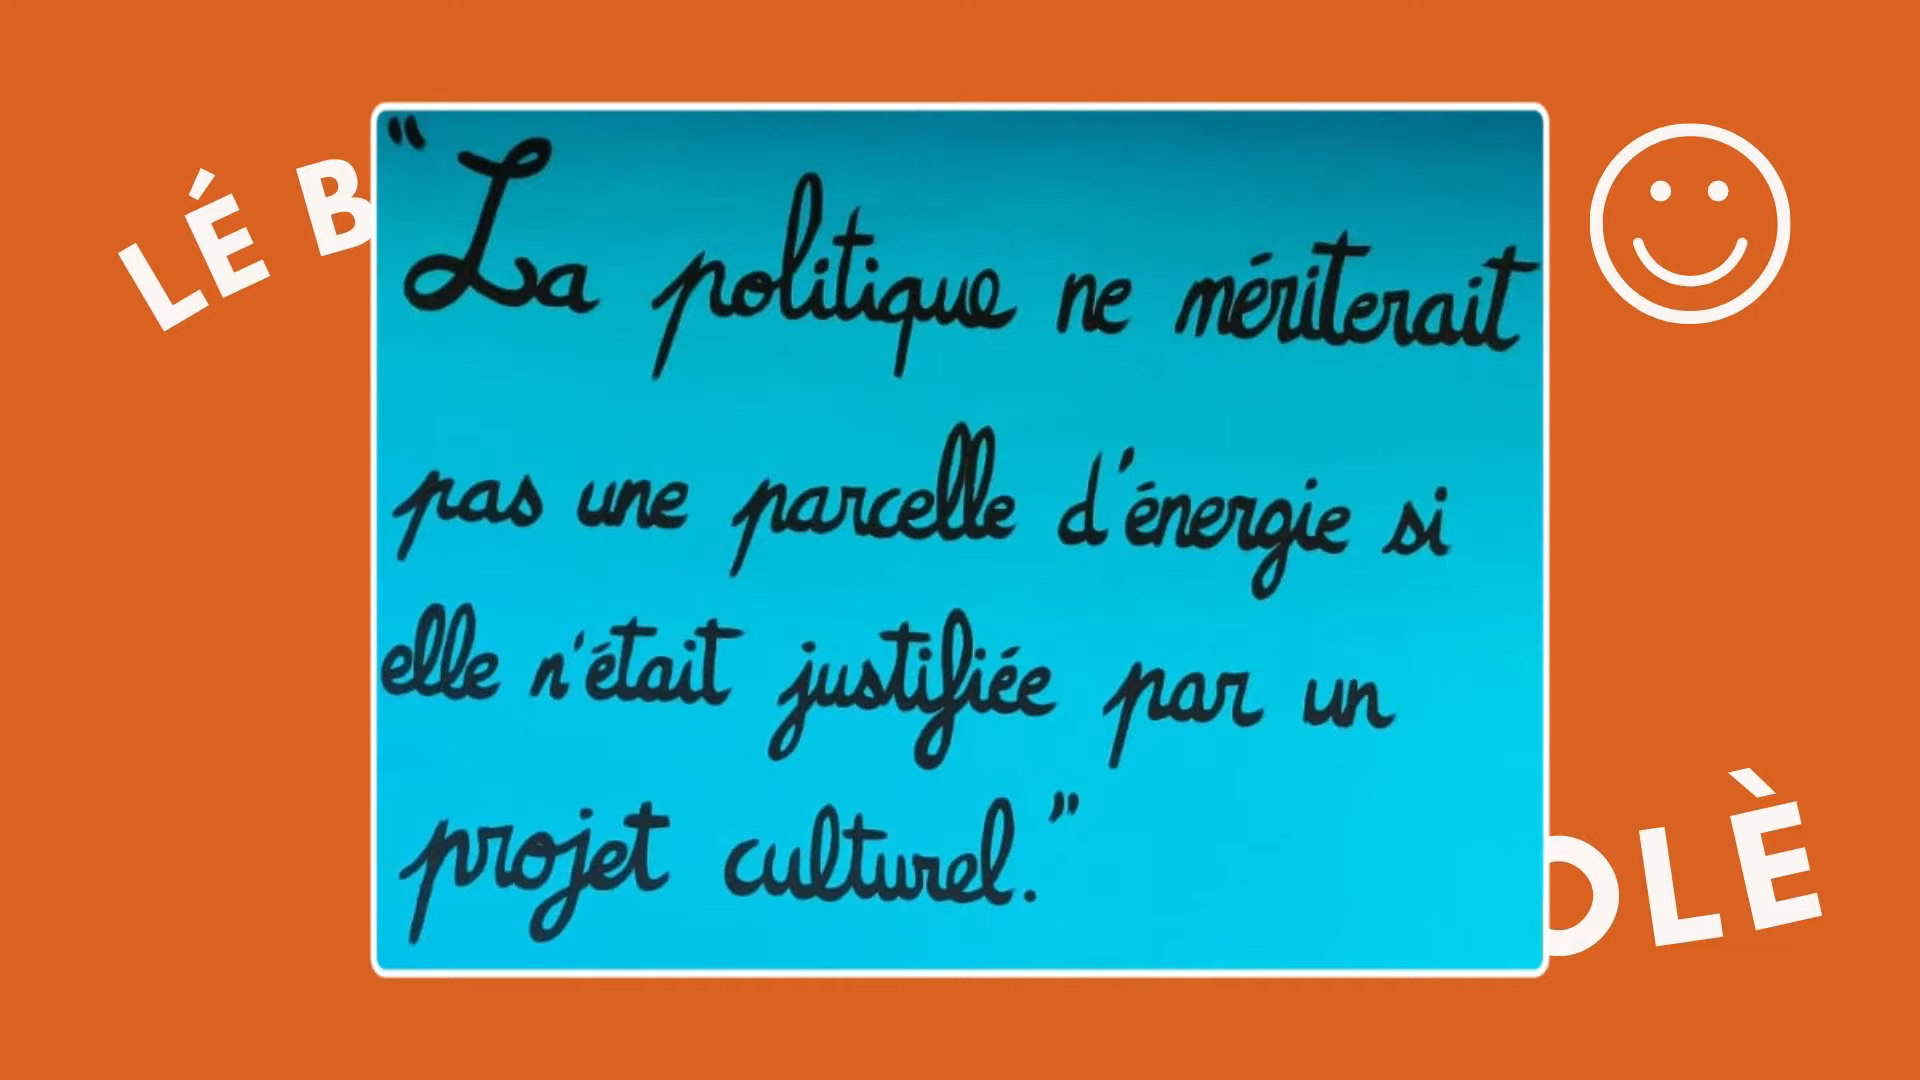 LÉ B
"La politique ne mériterait
pas une parcelle d'énergie si
elle n'était justifiée par un
projet culturel."
OLÈ